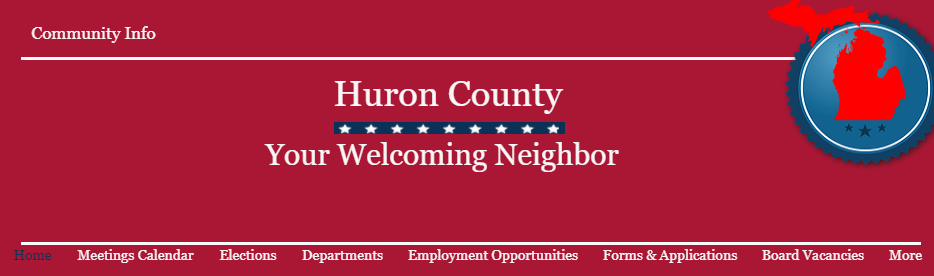 Community Info
Huron County
Your Welcoming Neighbor
Home Meetings Calendar Elections Departments Employment Opportunities Forms & Applications Board Vacancies More